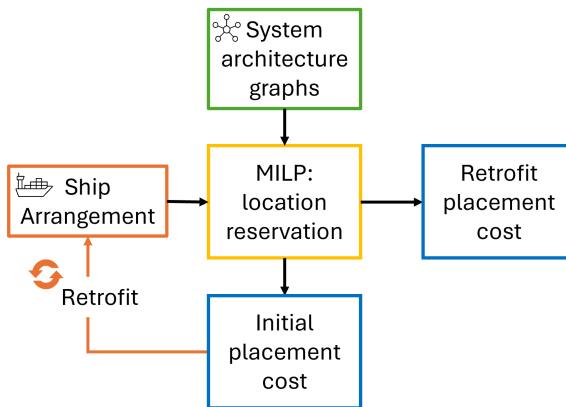 System
architecture
graphs
Ship
Arrangement
MILP:
location
reservation
Retrofit
placement
cost
Retrofit
Initial
placement
cost